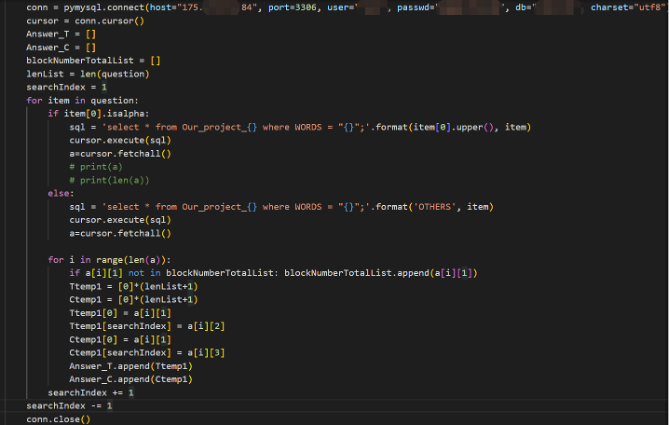 conn = pymysql.connect(host="175. 84", port=3306, user=' ', passwd=' ', db=" ", charset="utf8"
cursor = conn.cursor()
Answer_T = []
Answer_C = []
blockNumberTotalList = []
lenList = len(question)
searchIndex = 1
for item in question:
if item[0].isalpha:
sql = 'select * from Our_project_{} where WORDS = "{}";'.format(item[0].upper(), item)
cursor.execute(sql)
a=cursor.fetchall()
# print(a)
# print(len(a))
else:
sql = 'select * from Our_project_{} where WORDS = "{}";'.format('OTHERS', item)
cursor.execute(sql)
a=cursor.fetchall()
for i in range(len(a)):
if a[i][1] not in blockNumberTotalList: blockNumberTotalList.append(a[i][1])
Ttemp1 = [0]*(lenList+1)
Ctemp1 = [0]*(lenList+1)
Ttemp1[0] = a[i][1]
Ttemp1[searchIndex] = a[i][2]
Ctemp1[0] = a[i][1]
Ctemp1[searchIndex] = a[i][3]
Answer_T.append(Ttemp1)
Answer_C.append(Ctemp1)
searchIndex += 1
searchIndex -= 1
conn.close()